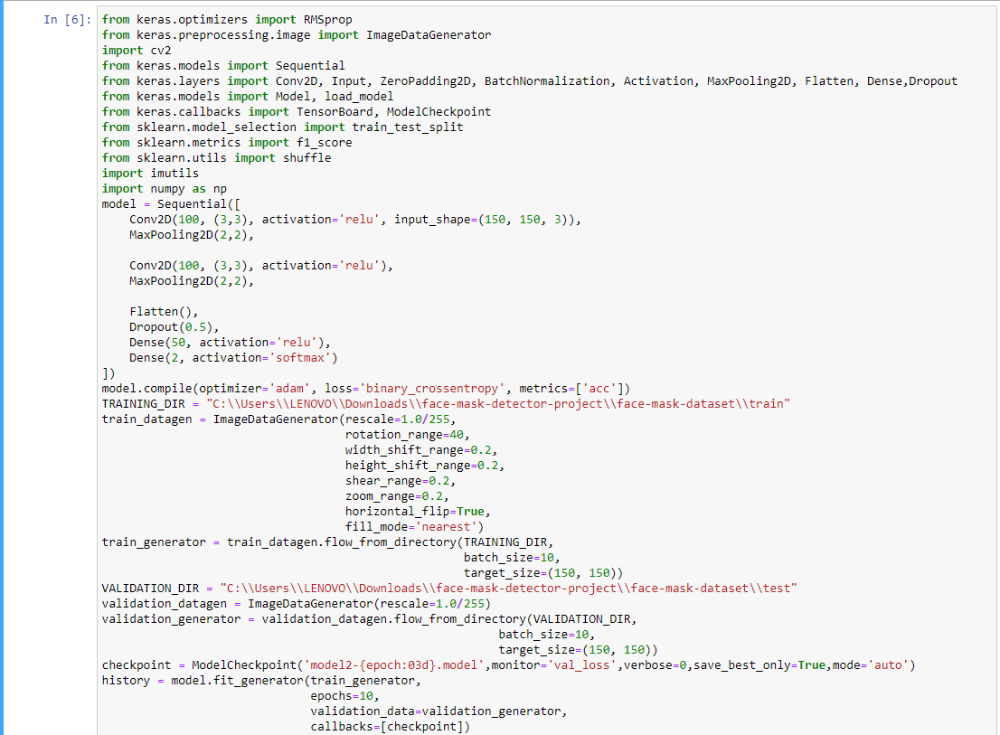 In [6]: from keras.optimizers import RMSprop
from keras.preprocessing.image import ImageDataGenerator
import cv2
from keras.models import Sequential
from keras.layers import Conv2D, Input, ZeroPadding2D, BatchNormalization, Activation, MaxPooling2D, Flatten, Dense,Dropout
from keras.models import Model, load_model
from keras.callbacks import TensorBoard, ModelCheckpoint
from sklearn.model_selection import train_test_split
from sklearn.metrics import f1_score
from sklearn.utils import shuffle
import imutils
import numpy as np
model = Sequential([
    Conv2D(100, (3,3), activation='relu', input_shape=(150, 150, 3)),
    MaxPooling2D(2,2),

    Conv2D(100, (3,3), activation='relu'),
    MaxPooling2D(2,2),

    Flatten(),
    Dropout(0.5),
    Dense(50, activation='relu'),
    Dense(2, activation='softmax')
])
model.compile(optimizer='adam', loss='binary_crossentropy', metrics=['acc'])
TRAINING_DIR = "C:\\Users\\LENOVO\\Downloads\\face-mask-detector-project\\face-mask-dataset\\train"
train_datagen = ImageDataGenerator(rescale=1.0/255,
                                   rotation_range=40,
                                   width_shift_range=0.2,
                                   height_shift_range=0.2,
                                   shear_range=0.2,
                                   zoom_range=0.2,
                                   horizontal_flip=True,
                                   fill_mode='nearest')
train_generator = train_datagen.flow_from_directory(TRAINING_DIR,
                                                    batch_size=10,
                                                    target_size=(150, 150))
VALIDATION_DIR = "C:\\Users\\LENOVO\\Downloads\\face-mask-detector-project\\face-mask-dataset\\test"
validation_datagen = ImageDataGenerator(rescale=1.0/255)
validation_generator = validation_datagen.flow_from_directory(VALIDATION_DIR,
                                                         batch_size=10,
                                                         target_size=(150, 150))
checkpoint = ModelCheckpoint('model2-{epoch:03d}.model',monitor='val_loss',verbose=0,save_best_only=True,mode='auto')
history = model.fit_generator(train_generator,
                              epochs=10,
                              validation_data=validation_generator,
                              callbacks=[checkpoint])